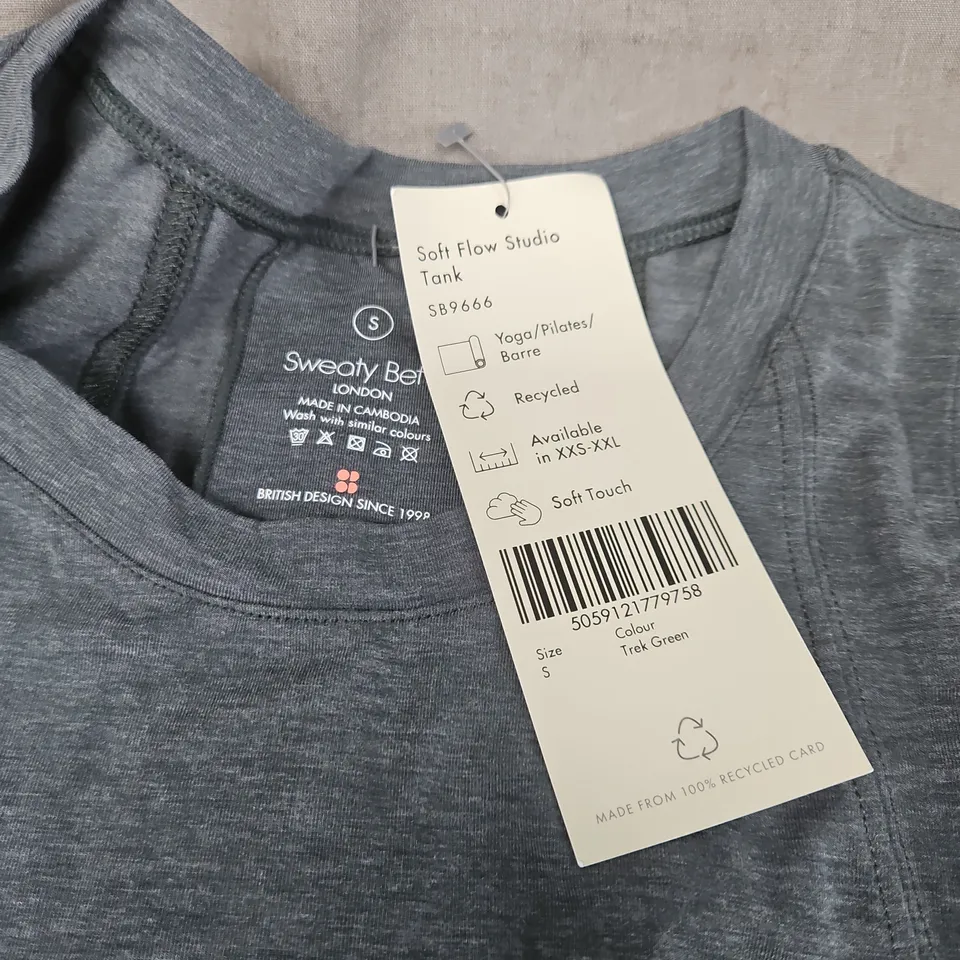 Soft Flow Studio
Tank
SB9666
Yoga/Pilates/
Barre
Recycled
Available
in XXS-XXL
Soft Touch
5059121779758
Size
S
Colour
Trek Green
MADE FROM 100% RECYCLED CARD
S
Sweaty Bet
LONDON
MADE IN CAMBODIA
Wash with similar colours
30
BRITISH DESIGN SINCE 1998